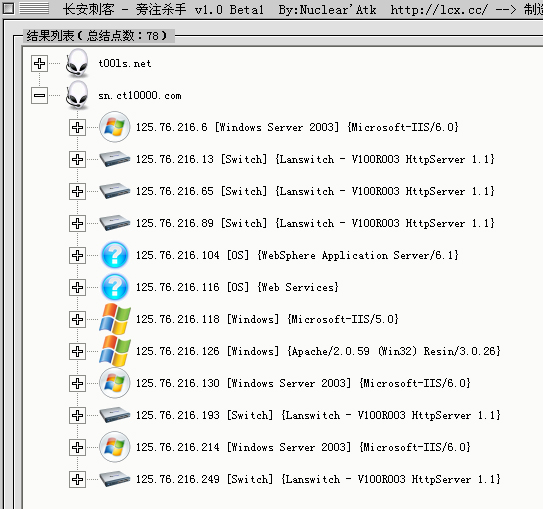 长安刺客 - 旁注杀手 v1.0 Beta1 By:Nuclear'Atk http://lcx.cc/ --> 制造
结果列表(总结点数:78)
t00ls.net
sn.ct10000.com
125.76.216.6 [Windows Server 2003] {Microsoft-IIS/6.0}
125.76.216.13 [Switch] {Lanswitch - V100R003 HttpServer 1.1}
125.76.216.65 [Switch] {Lanswitch - V100R003 HttpServer 1.1}
125.76.216.89 [Switch] {Lanswitch - V100R003 HttpServer 1.1}
125.76.216.104 [OS] {WebSphere Application Server/6.1}
125.76.216.116 [OS] {Web Services}
125.76.216.118 [Windows] {Microsoft-IIS/5.0}
125.76.216.126 [Windows] {Apache/2.0.59 (Win32) Resin/3.0.26}
125.76.216.130 [Windows Server 2003] {Microsoft-IIS/6.0}
125.76.216.193 [Switch] {Lanswitch - V100R003 HttpServer 1.1}
125.76.216.214 [Windows Server 2003] {Microsoft-IIS/6.0}
125.76.216.249 [Switch] {Lanswitch - V100R003 HttpServer 1.1}